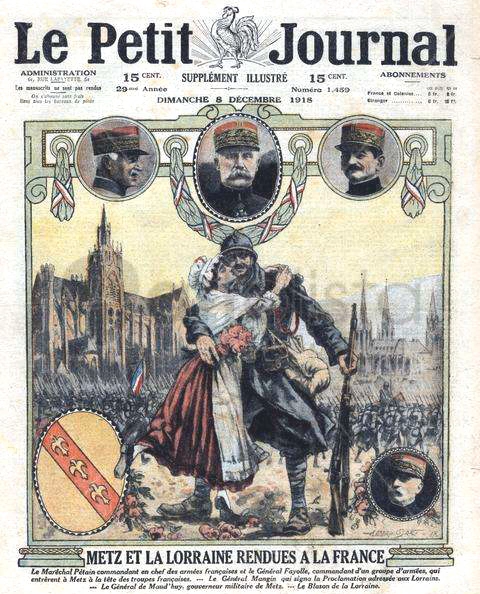 Le Petit Journal
ADMINISTRATION
61, RUE LAFAYETTE, 61
Les manuscrits ne sont pas rendus
15 CENT.
SUPPLÉMENT ILLUSTRÉ
15 CENT.
ABONNEMENTS
29me Année
Numéro 1.459
France et Colonies
Étranger
DIMANCHE 8 DÉCEMBRE 1918
METZ ET LA LORRAINE RENDUES A LA FRANCE
Le Maréchal Pétain commandant en chef des armées françaises et le Général Fayolle, commandant d'un groupe d'armées, qui
entrèrent à Metz à la tête des troupes françaises. — Le Général Mangin qui signa la Proclamation adressée aux Lorrains.
— Le Général de Maud'huy, gouverneur militaire de Metz. — Le Blason de la Lorraine.